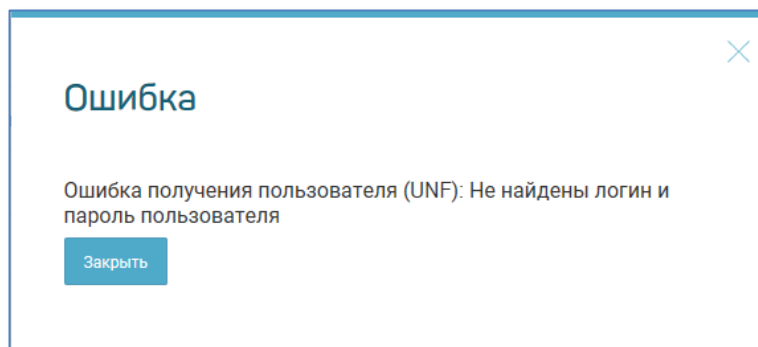 Ошибка
Ошибка получения пользователя (UNF): Не найдены логин и
пароль пользователя
Закрыть